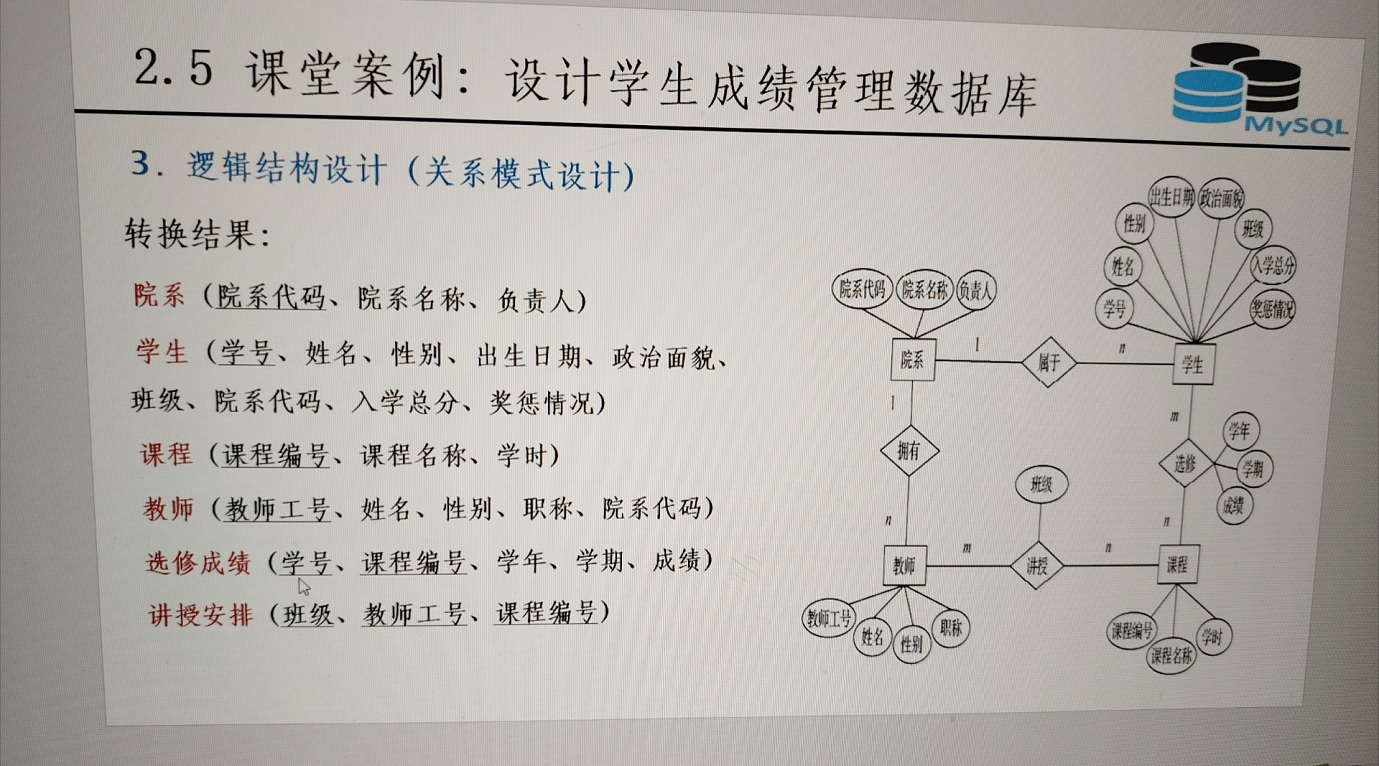 2.5 课堂案例：设计学生成绩管理数据库
MySQL
3. 逻辑结构设计（关系模式设计）
转换结果：
院系（院系代码、院系名称、负责人）
学生（学号、姓名、性别、出生日期、政治面貌、
班级、院系代码、入学总分、奖惩情况）
课程（课程编号、课程名称、学时）
教师（教师工号、姓名、性别、职称、院系代码）
选修成绩（学号、课程编号、学年、学期、成绩）
讲授安排（班级、教师工号、课程编号）
院系代码
院系名称
负责人
学号
姓名
性别
出生日期
政治面貌
班级
入学总分
奖惩情况
院系
1
属于
n
学生
1
拥有
n
m
选修
n
学年
学期
成绩
班级
教师
m
讲授
n
课程
教师工号
姓名
性别
职称
课程编号
课程名称
学时